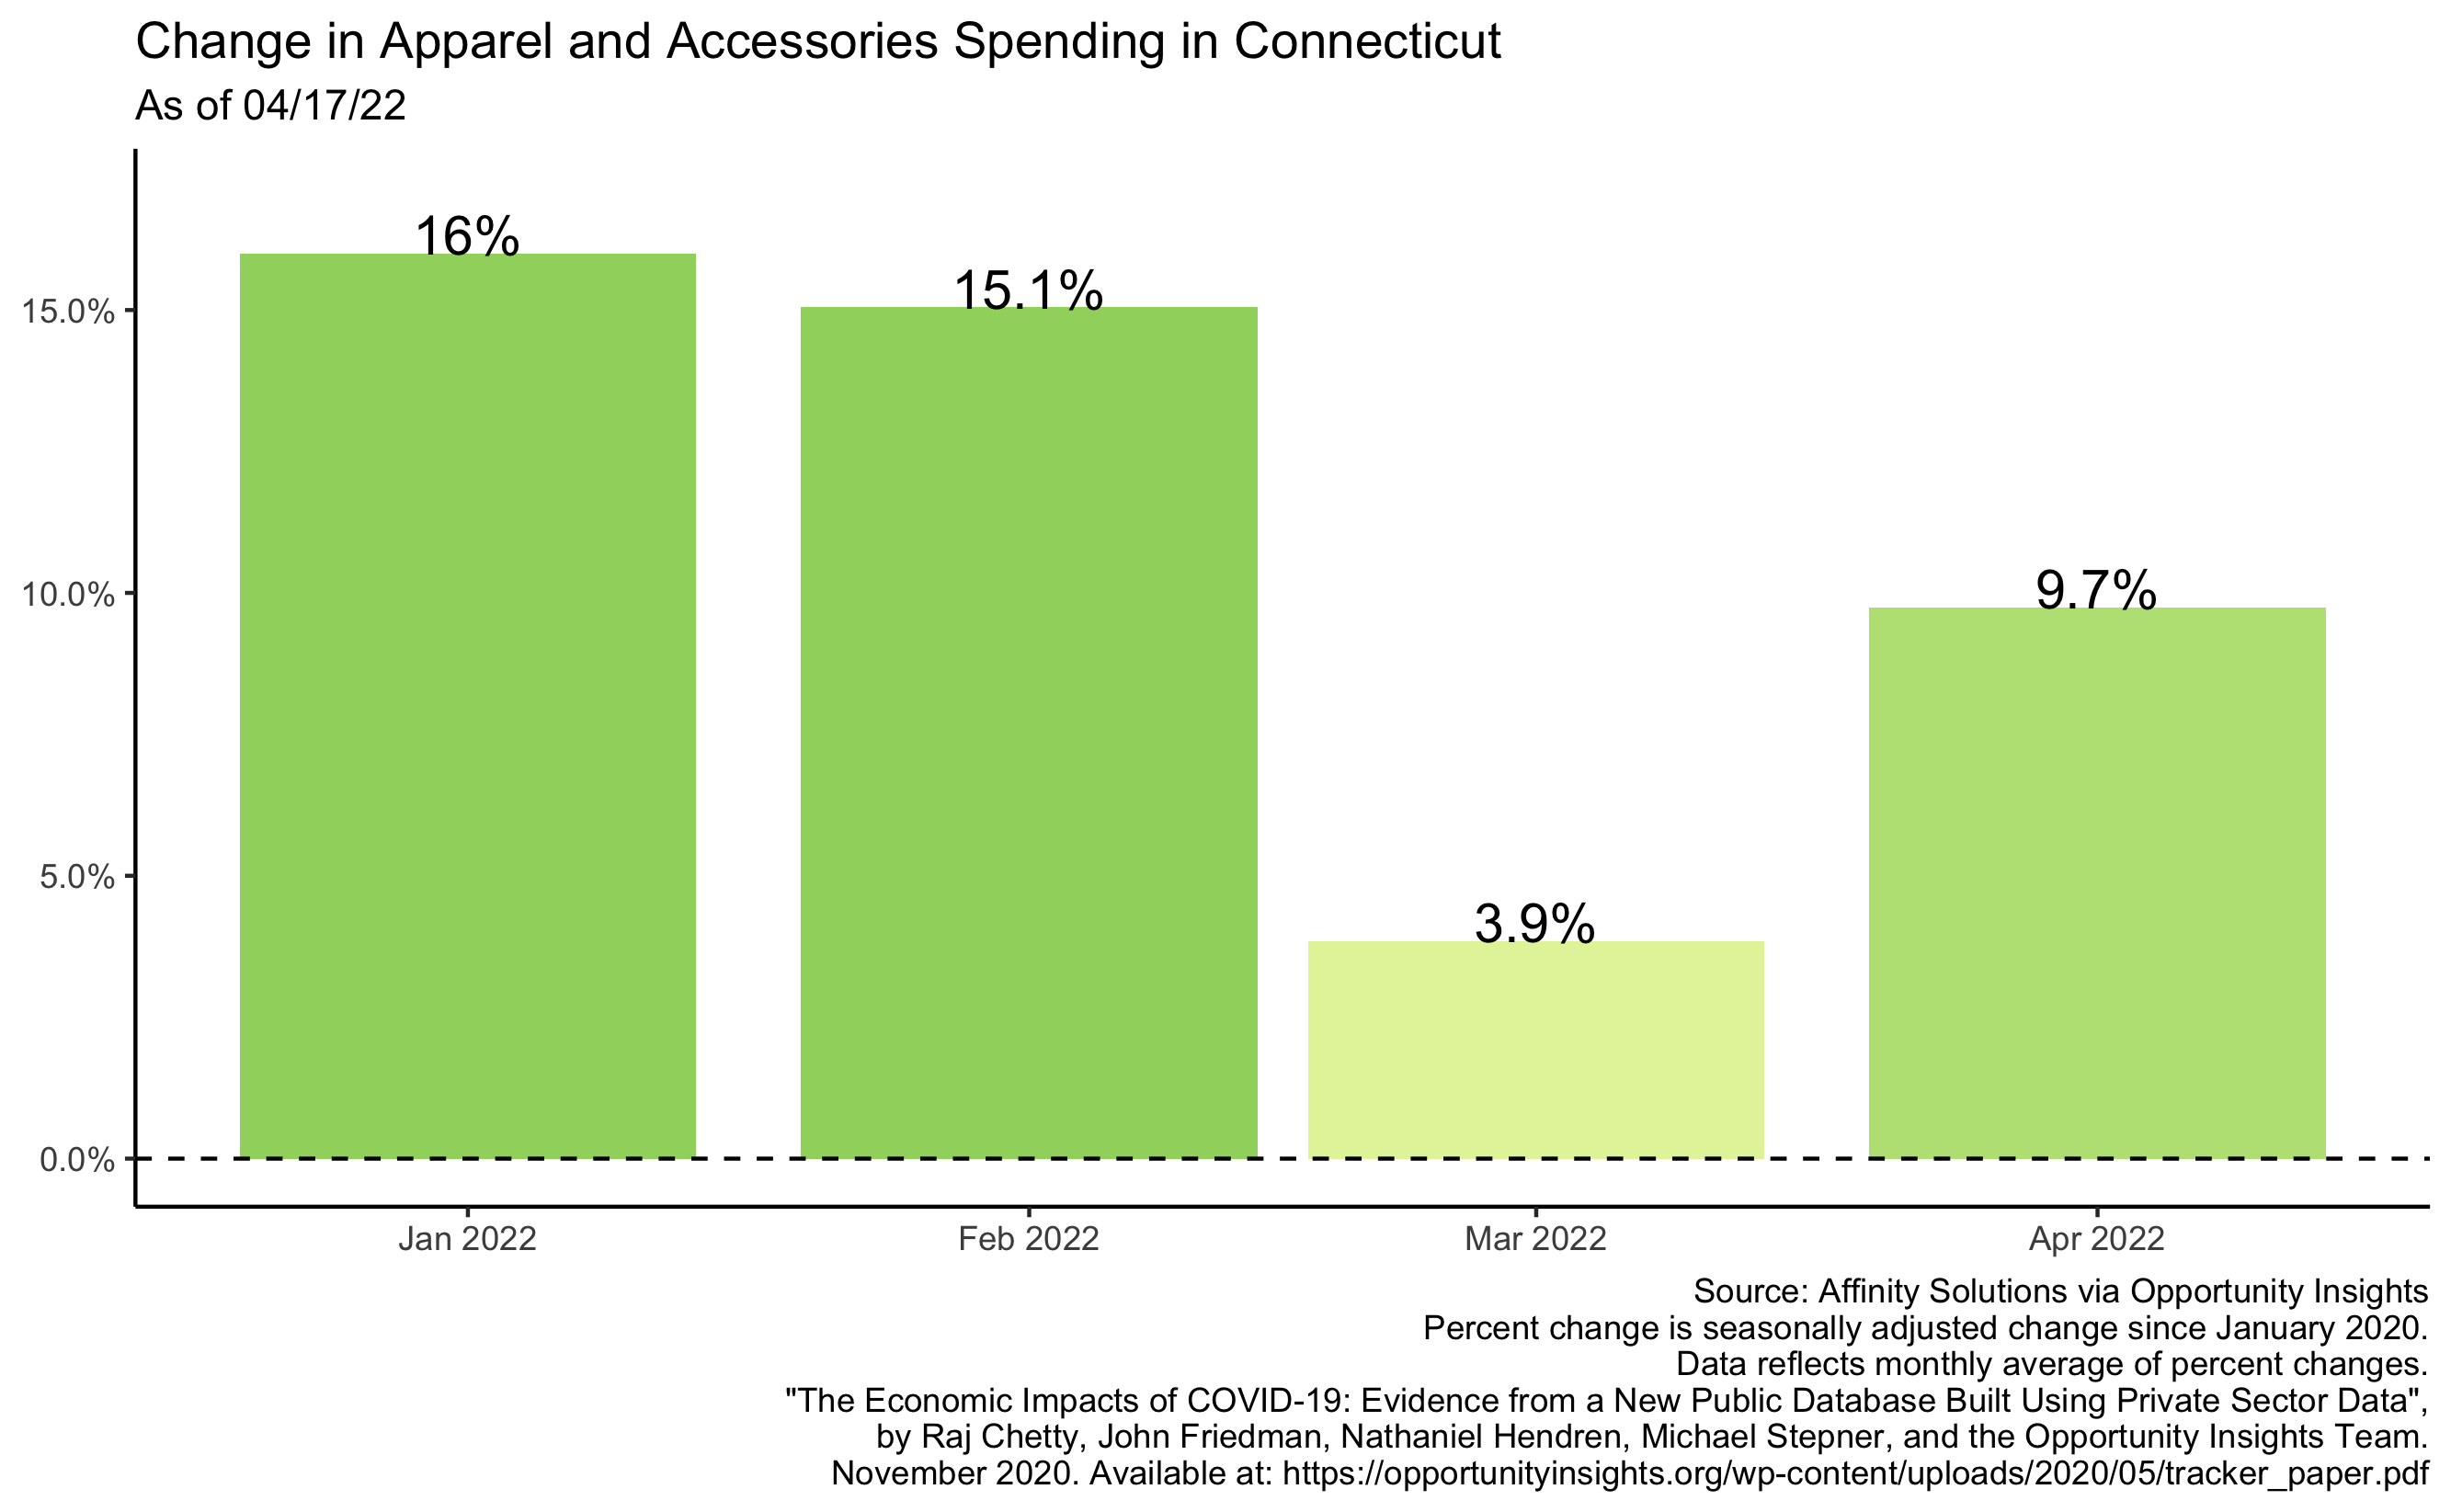 Change in Apparel and Accessories Spending in Connecticut
As of 04/17/22
16%
15.1%
15.0%
10.0%
9.7%
5.0%
3.9%
0.0%
Jan 2022
Feb 2022
Mar 2022
Apr 2022
Source: Affinity Solutions via Opportunity Insights
Percent change is seasonally adjusted change since January 2020.
Data reflects monthly average of percent changes.
"The Economic Impacts of COVID-19: Evidence from a New Public Database Built Using Private Sector Data",
by Raj Chetty, John Friedman, Nathaniel Hendren, Michael Stepner, and the Opportunity Insights Team.
November 2020. Available at: https://opportunityinsights.org/wp-content/uploads/2020/05/tracker_paper.pdf